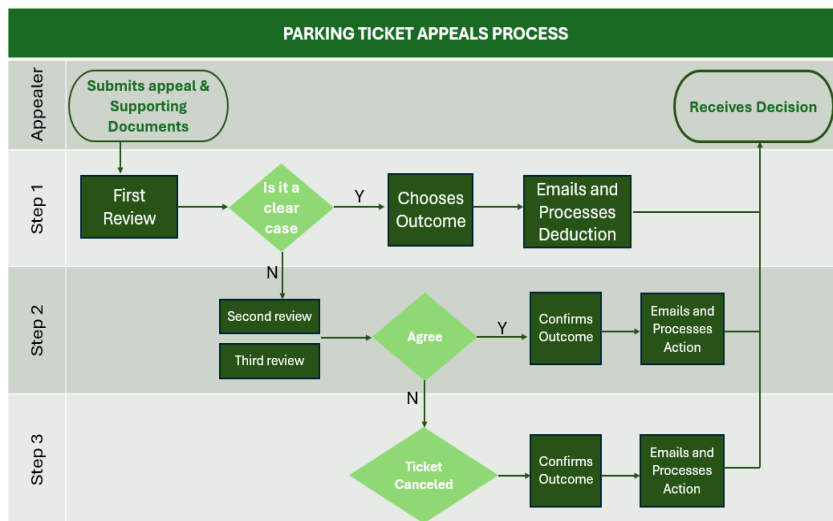 PARKING TICKET APPEALS PROCESS
Appealer
Submits appeal &
Supporting
Documents
Receives Decision
Step 1
First
Review
Is it a
clear
case
Y
Chooses
Outcome
Emails and
Processes
Deduction
N
Step 2
Second review
Third review
Agree
Y
Confirms
Outcome
Emails and
Processes
Action
N
Step 3
Ticket
Canceled
Confirms
Outcome
Emails and
Processes
Action